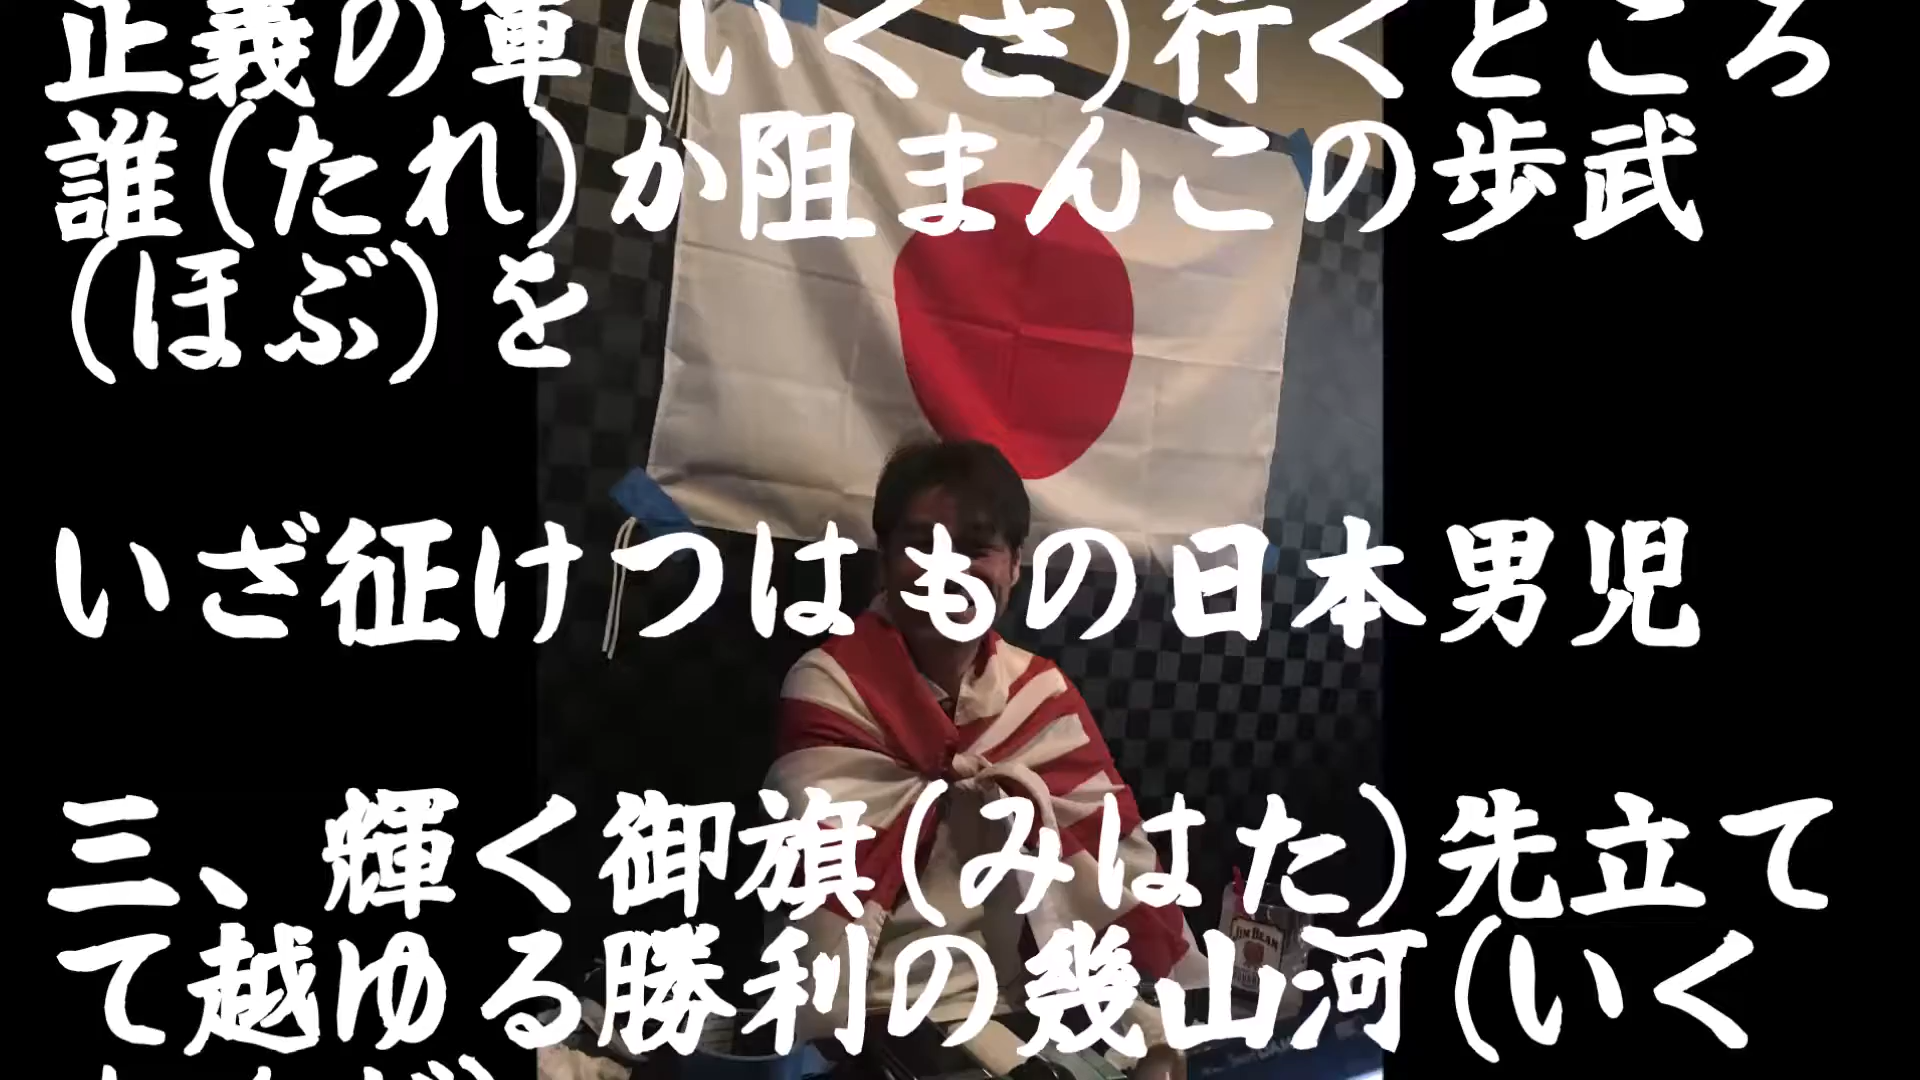 正義の軍(いくさ)行くところ
誰(たれ)か阻まんこの歩武
(ほぶ)を
いざ征けつはもの日本男児
三、輝く御旗(みはた)先立て
て越ゆる勝利の幾山河(いく
JIM BEAM